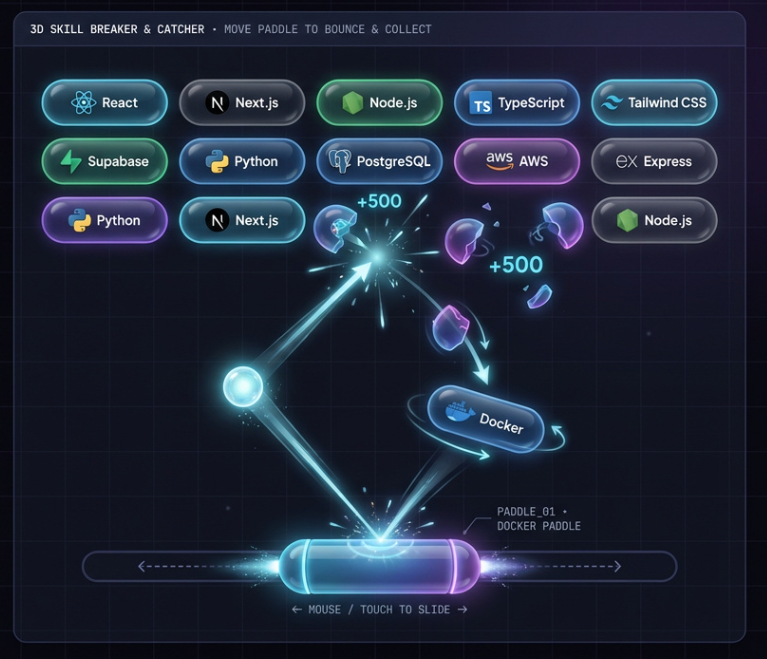 3D SKILL BREAKER & CATCHER • MOVE PADDLE TO BOUNCE & COLLECT
React
N Next.js
Node.js
TS TypeScript
Tailwind CSS
Supabase
Python
PostgreSQL
aws AWS
ex Express
Python
N Next.js
+500
+500
Node.js
Docker
PADDLE_01 •
DOCKER PADDLE
← MOUSE / TOUCH TO SLIDE →